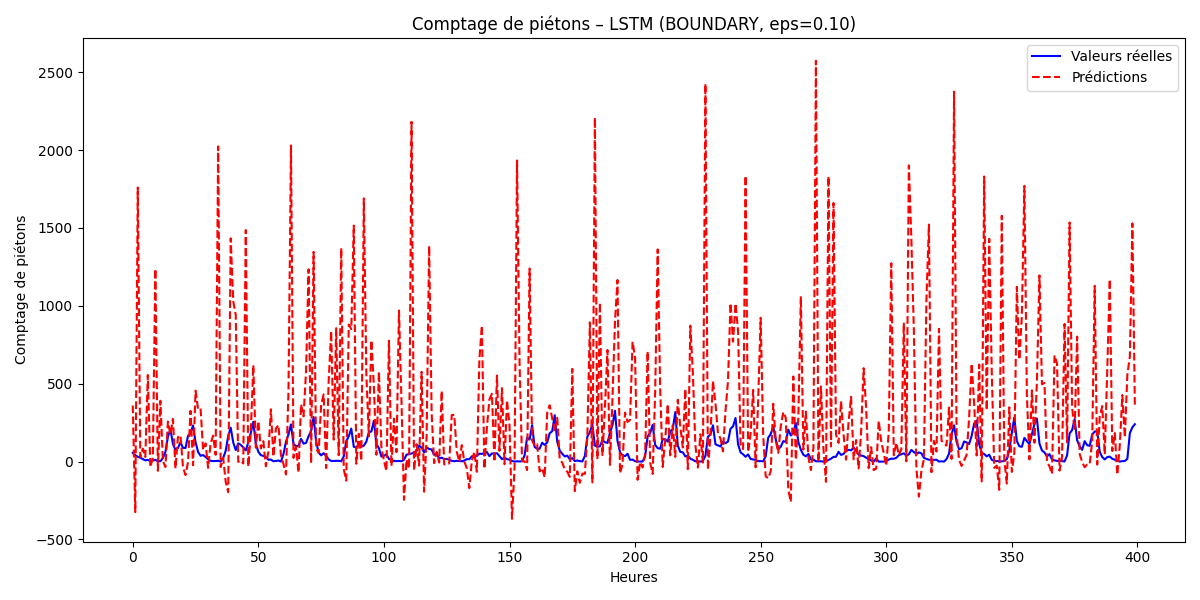 Comptage de piétons – LSTM (BOUNDARY, eps=0.10)
Valeurs réelles
Prédictions
Comptage de piétons
2500
2000
1500
1000
500
0
−500
0 50 100 150 200 250 300 350 400
Heures